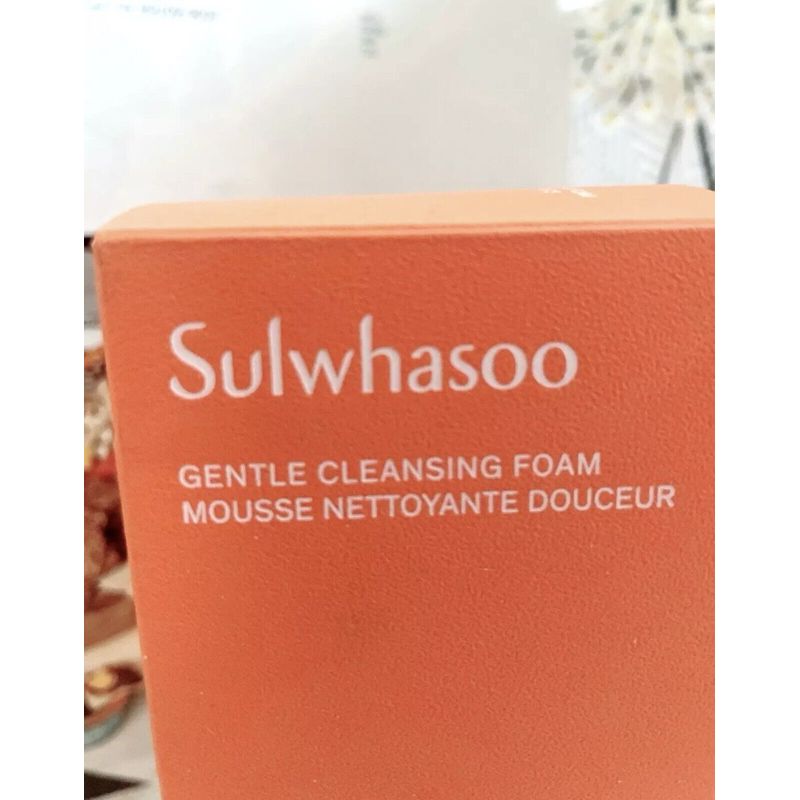 Sulwhasoo
GENTLE CLEANSING FOAM
MOUSSE NETTOYANTE DOUCEUR